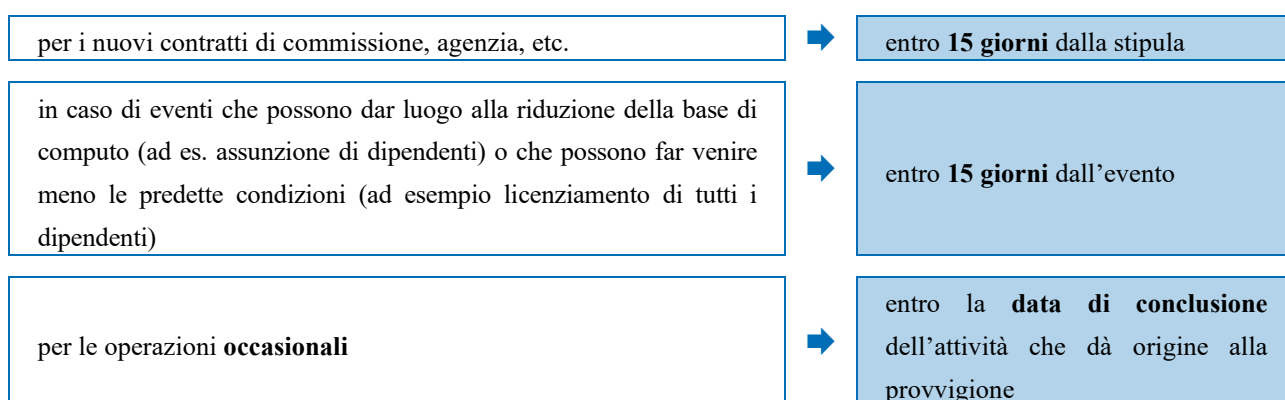 per i nuovi contratti di commissione, agenzia, etc.
entro 15 giorni dalla stipula
in caso di eventi che possono dar luogo alla riduzione della base di
computo (ad es. assunzione di dipendenti) o che possono far venire
meno le predette condizioni (ad esempio licenziamento di tutti i
dipendenti)
entro 15 giorni dall’evento
per le operazioni occasionali
entro la data di conclusione
dell’attività che dà origine alla
provvigione